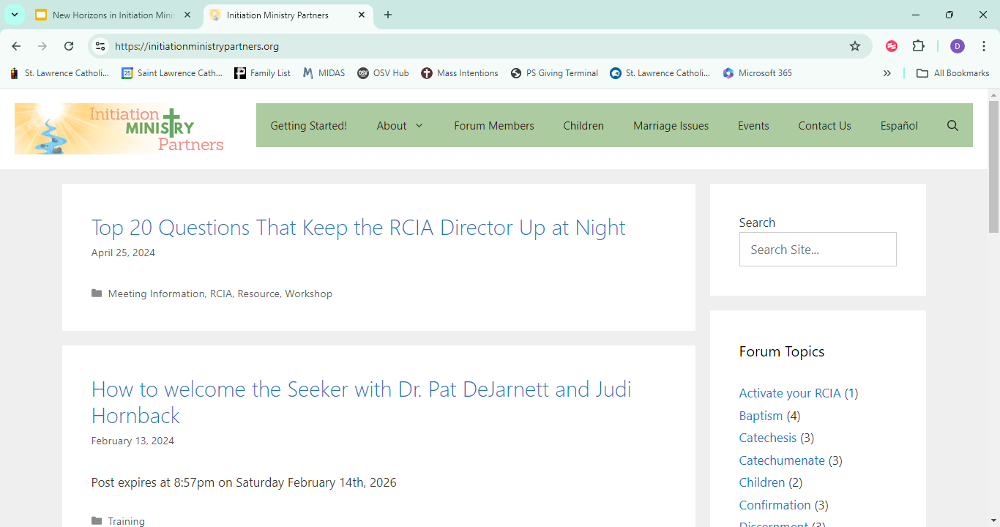 New Horizons in Initiation Minis
Initiation Ministry Partners
https://initiationministrypartners.org
D
St. Lawrence Catholi...
25
Saint Lawrence Cath...
Family List
MIDAS
OSV
OSV Hub
Mass Intentions
PS Giving Terminal
St. Lawrence Catholi...
Microsoft 365
»
All Bookmarks
Initiation
MINISTRY
Partners
Getting Started!
About
Forum Members
Children
Marriage Issues
Events
Contact Us
Español
Top 20 Questions That Keep the RCIA Director Up at Night
April 25, 2024
Meeting Information, RCIA, Resource, Workshop
How to welcome the Seeker with Dr. Pat DeJarnett and Judi
Hornback
February 13, 2024
Post expires at 8:57pm on Saturday February 14th, 2026
Training
Search
Search Site...
Forum Topics
Activate your RCIA (1)
Baptism (4)
Catechesis (3)
Catechumenate (3)
Children (2)
Confirmation (3)
Discernment (3)